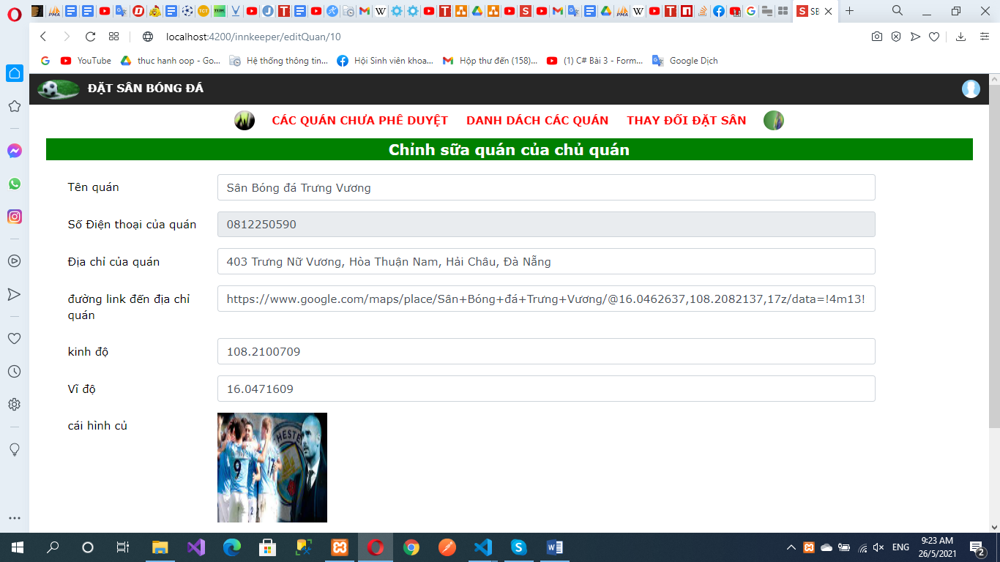 SE
localhost:4200/innkeeper/editQuan/10
YouTube
thuc hanh oop - Go...
Hệ thống thông tin...
Hội Sinh viên khoa...
Hộp thư đến (158)...
(1) C# Bài 3 - Form...
Google Dịch
ĐẶT SÂN BÓNG ĐÁ
CÁC QUÁN CHƯA PHÊ DUYỆT
DANH DÁCH CÁC QUÁN
THAY ĐỔI ĐẶT SÂN
Chỉnh sữa quán của chủ quán
Tên quán
Sân Bóng đá Trưng Vương
Số Điện thoại của quán
0812250590
Địa chỉ của quán
403 Trưng Nữ Vương, Hòa Thuận Nam, Hải Châu, Đà Nẵng
đường link đến địa chỉ
quán
https://www.google.com/maps/place/Sân+Bóng+đá+Trưng+Vương/@16.0462637,108.2082137,17z/data=!4m13!
kinh độ
108.2100709
Vĩ độ
16.0471609
cái hình củ
9
17
2
ENG
9:23 AM
26/5/2021
2